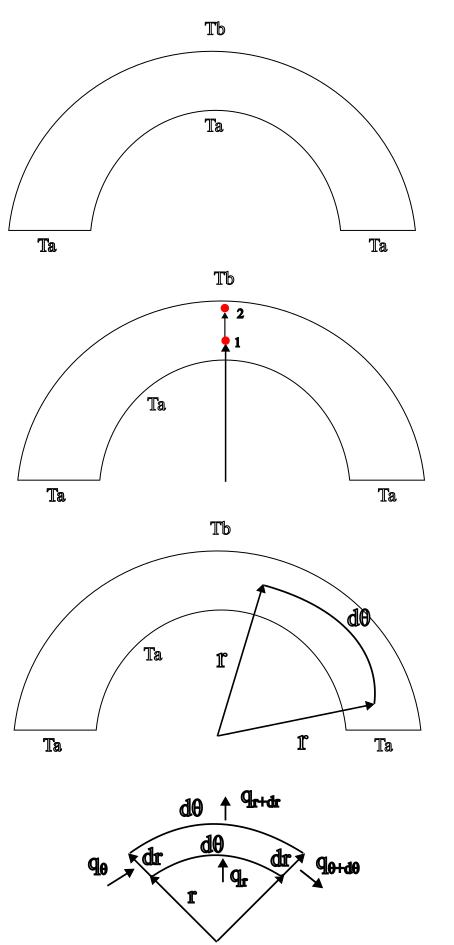 Tb
Ta
Ta Ta
Tb
2
1
Ta
Ta Ta
Tb
dθ
Ta r
r
Ta Ta
dθ qr+dr
qθ dr dθ dr qθ+dθ
qr
r